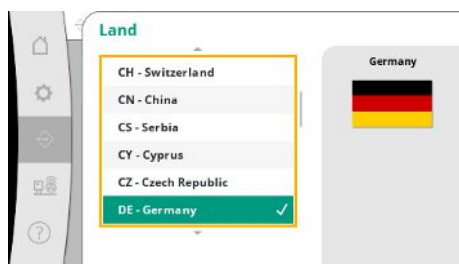 Land
CH - Switzerland
CN - China
CS - Serbia
CY - Cyprus
CZ - Czech Republic
DE - Germany
Germany
?